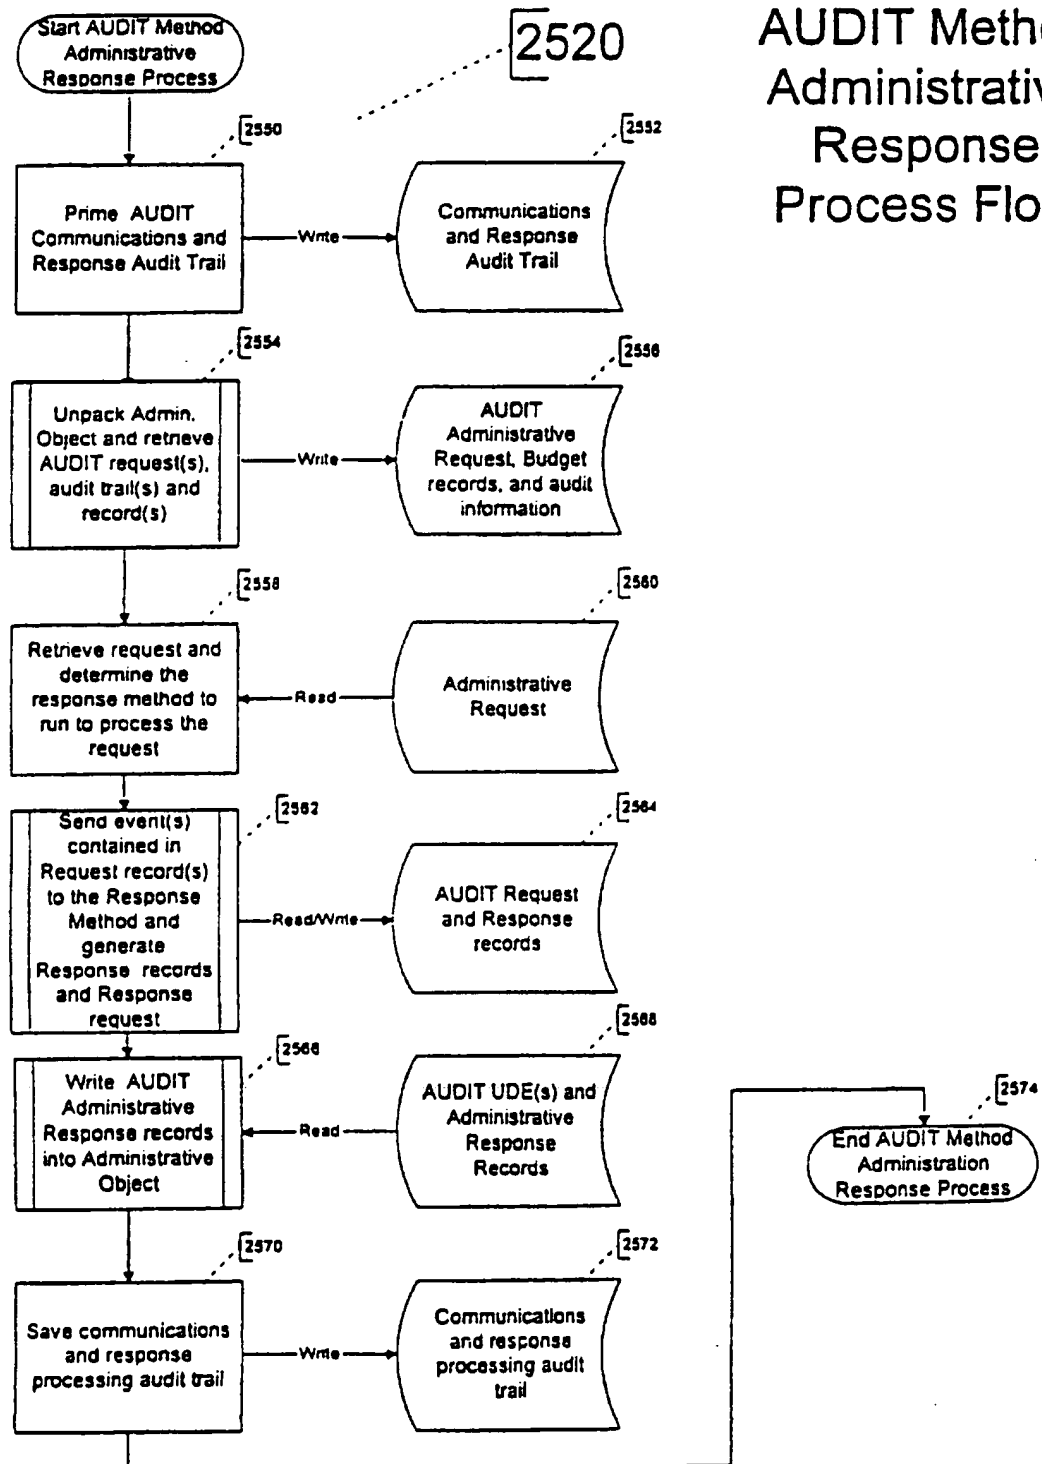 Start AUDIT Method
Administrative
Response Process
2520
AUDIT Metho
Administrativ
Response
Process Flo
2550
Prime AUDIT
Communications and
Response Audit Trail
Write
2552
Communications
and Response
Audit Trail
2554
Unpack Admin.
Object and retrieve
AUDIT request(s),
audit trail(s) and
record(s)
Write
2556
AUDIT
Administrative
Request, Budget
records, and audit
information
2558
Retrieve request and
determine the
response method to
run to process the
request
Read
2560
Administrative
Request
2562
Send event(s)
contained in
Request record(s)
to the Response
Method and
generate
Response records
and Response
request
Read/Write
2564
AUDIT Request
and Response
records
2566
Write AUDIT
Administrative
Response records
into Administrative
Object
Read
2568
AUDIT UDE(s) and
Administrative
Response
Records
2570
Save communications
and response
processing audit trail
Write
2572
Communications
and response
processing audit
trail
2574
End AUDIT Method
Administration
Response Process